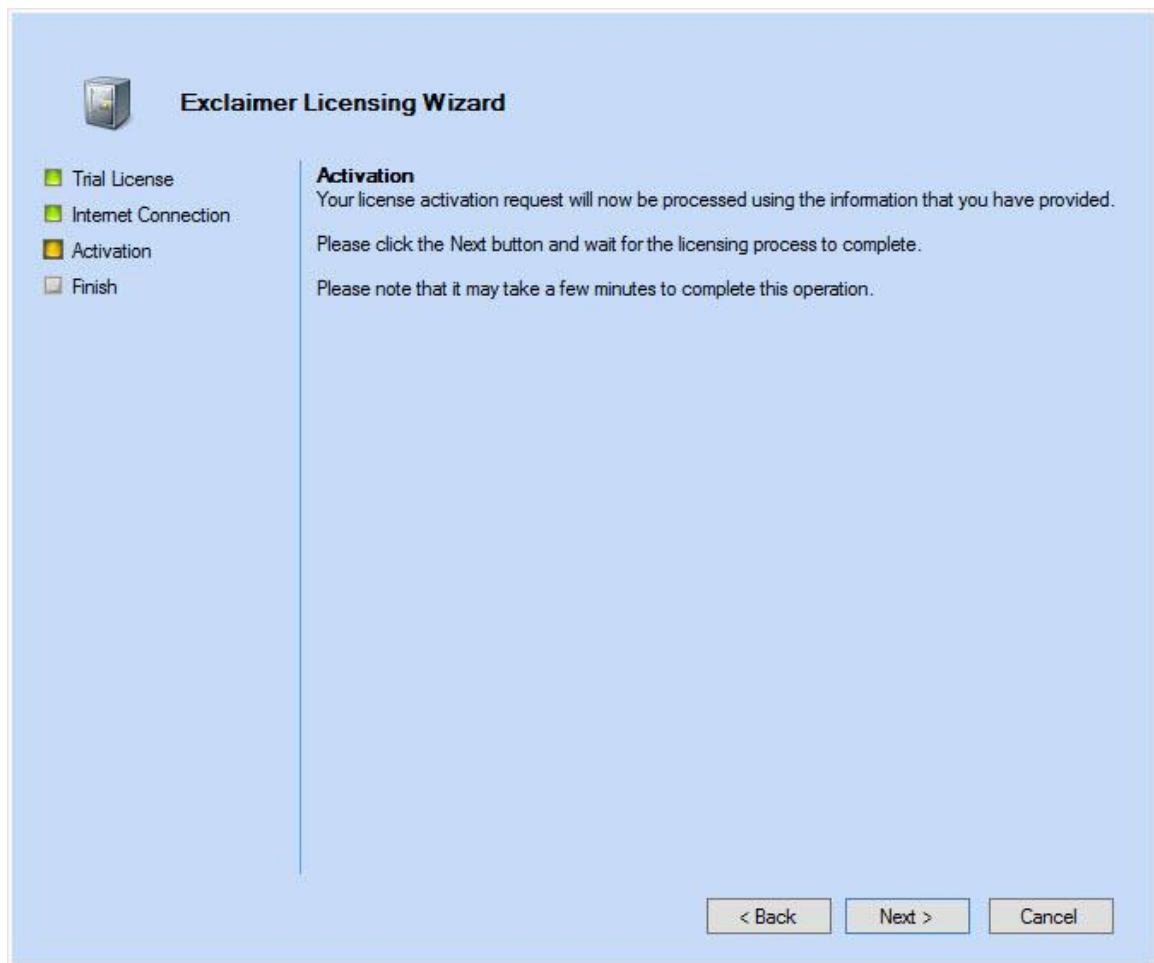 Exclaimer Licensing Wizard
Trial License
Internet Connection
Activation
Finish
Activation
Your license activation request will now be processed using the information that you have provided.
Please click the Next button and wait for the licensing process to complete.
Please note that it may take a few minutes to complete this operation.
< Back
Next >
Cancel